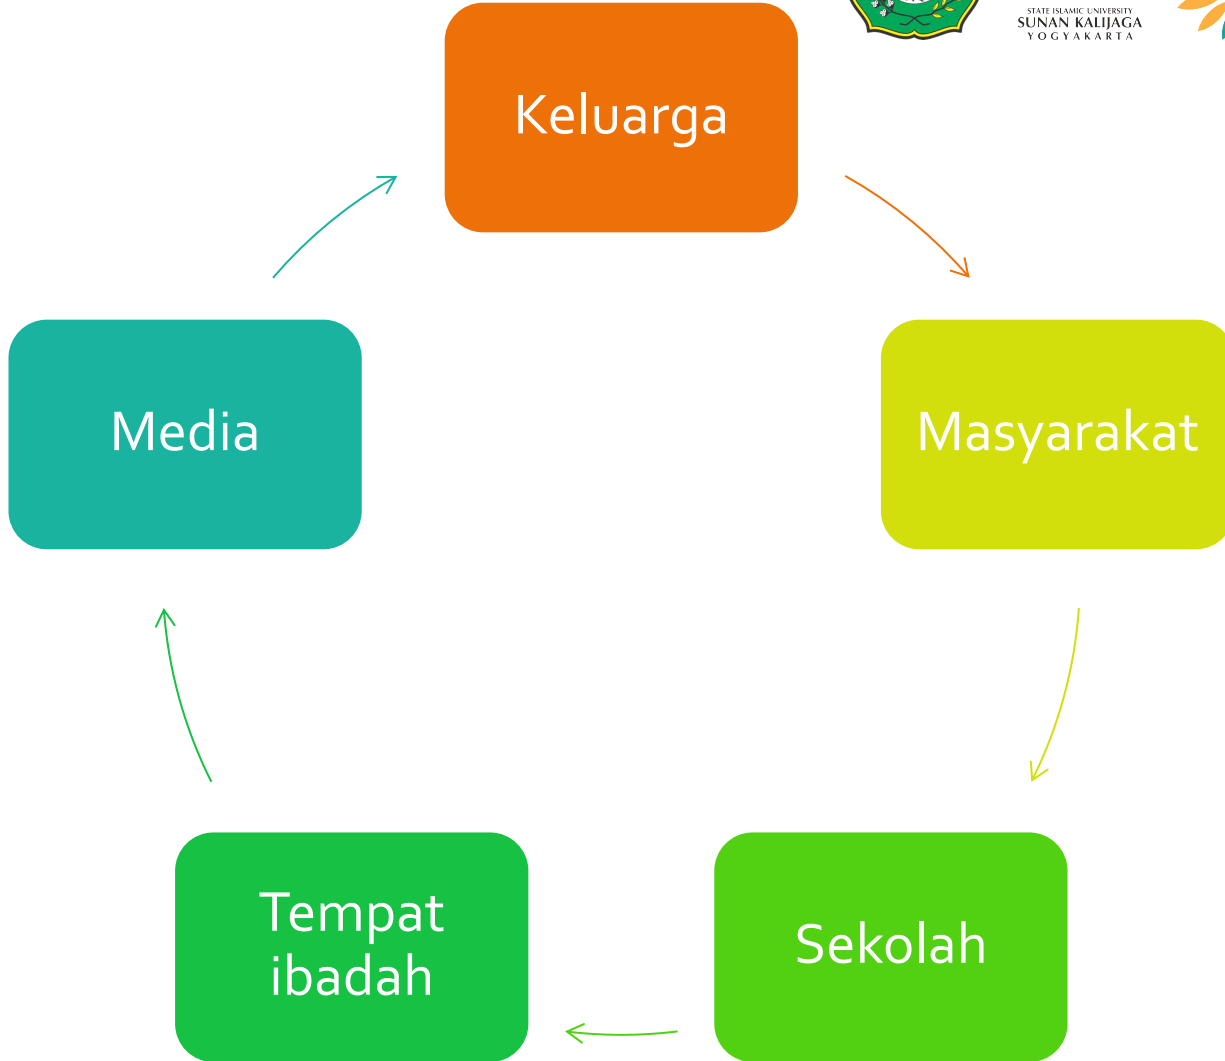 STATE ISLAMIC UNIVERSITY
SUNAN KALIJAGA
YOGYAKARTA
Keluarga
Masyarakat
Sekolah
Tempat
ibadah
Media